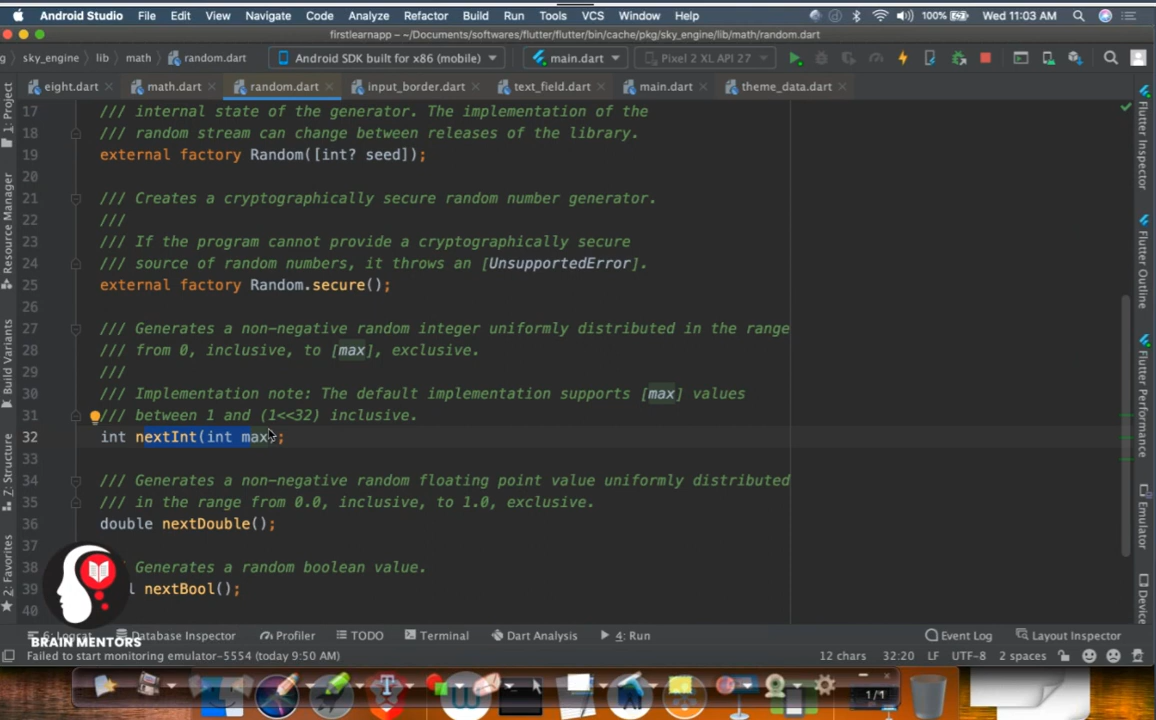 Android Studio File Edit View Navigate Code Analyze Refactor Build Run Tools VCS Window Help 100% Wed 11:03 AM
firstlearnapp – ~/Documents/softwares/flutter/flutter/bin/cache/pkg/sky_engine/lib/math/random.dart
g sky_engine lib math random.dart Android SDK built for x86 (mobile) main.dart Pixel 2 XL API 27
eight.dart math.dart random.dart input_border.dart text_field.dart main.dart theme_data.dart
17 /// internal state of the generator. The implementation of the
18 /// random stream can change between releases of the library.
19 external factory Random([int? seed]);
20
21 /// Creates a cryptographically secure random number generator.
22 ///
23 /// If the program cannot provide a cryptographically secure
24 /// source of random numbers, it throws an [UnsupportedError].
25 external factory Random.secure();
26
27 /// Generates a non-negative random integer uniformly distributed in the range
28 /// from 0, inclusive, to [max], exclusive.
29 ///
30 /// Implementation note: The default implementation supports [max] values
31 /// between 1 and (1<<32) inclusive.
32 int nextInt(int max);
33
34 /// Generates a non-negative random floating point value uniformly distributed
35 /// in the range from 0.0, inclusive, to 1.0, exclusive.
36 double nextDouble();
37
38 Generates a random boolean value.
39 l nextBool();
40
1: Project
Resource Manager
Build Variants
7: Structure
2: Favorites
Flutter Inspector
Flutter Outline
Flutter Performance
Emulator
Device
BRAIN MENTORS
6: Logcat Database Inspector Profiler TODO Terminal Dart Analysis 4: Run Event Log Layout Inspector
Failed to start monitoring emulator-5554 (today 9:50 AM) 12 chars 32:20 LF UTF-8 2 spaces
1/1